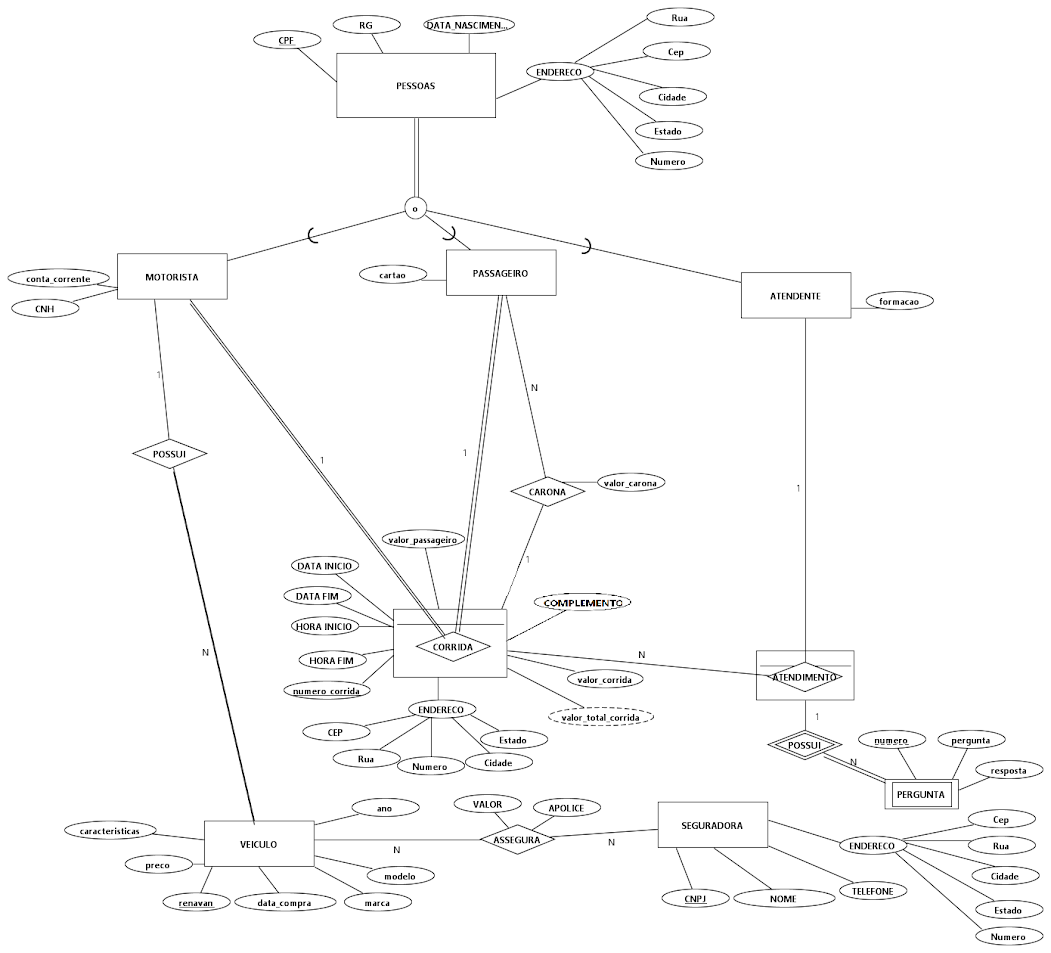 Rua
RG
DATA_NASCIMEN...
CPF
Cep
ENDERECO
PESSOAS
Cidade
Estado
Numero
o
MOTORISTA
PASSAGEIRO
cartao
conta_corrente
CNH
ATENDENTE
formacao
1
N
1
1
POSSUI
CARONA
valor_carona
1
valor_passageiro
1
DATA INICIO
DATA FIM
COMPLEMENTO
HORA INICIO
CORRIDA
N
N
HORA FIM
valor_corrida
ATENDIMENTO
numero_corrida
ENDERECO
valor_total_corrida
1
CEP
Estado
Rua
Numero
Cidade
POSSUI
numero
pergunta
N
resposta
PERGUNTA
ano
VALOR
APOLICE
caracteristicas
SEGURADORA
Cep
VEICULO
N
ASSEGURA
N
ENDERECO
Rua
preco
modelo
Cidade
renavan
data_compra
marca
CNPJ
NOME
TELEFONE
Estado
Numero